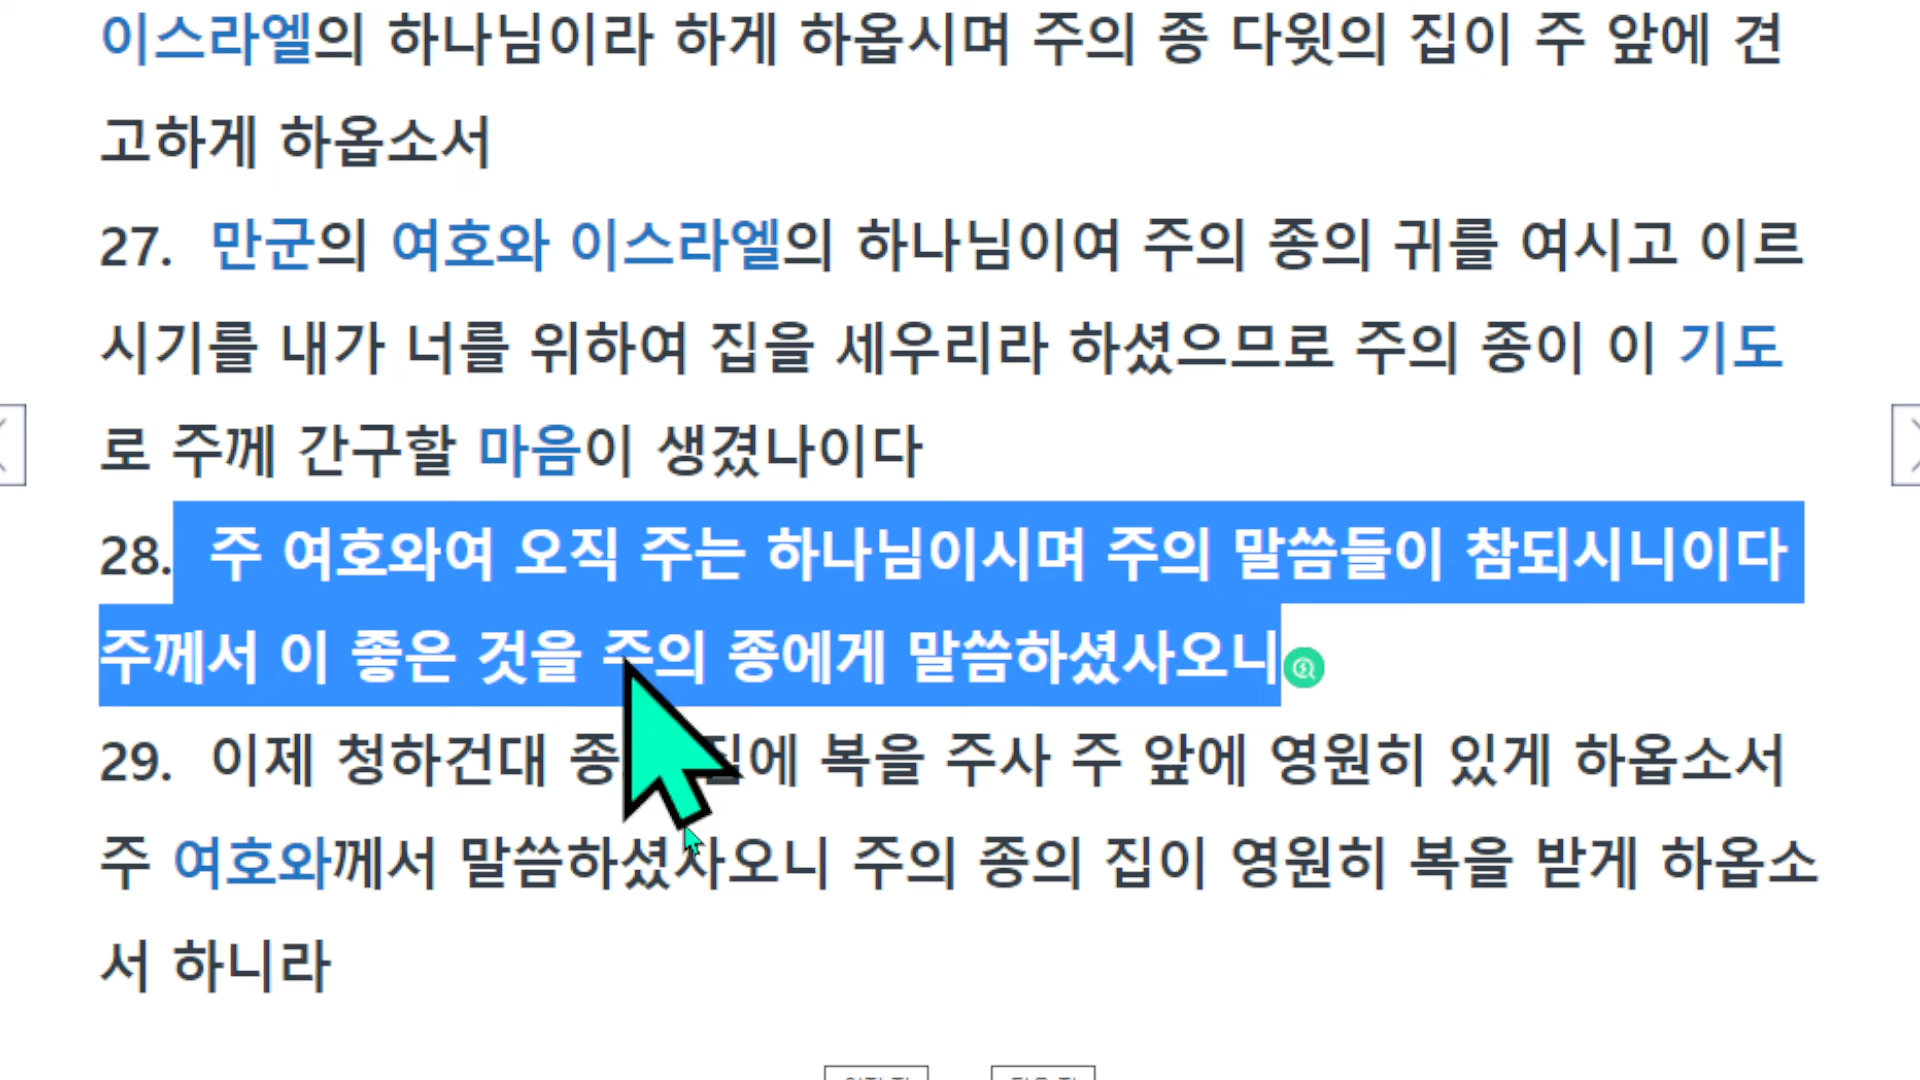 이스라엘의 하나님이라 하게 하옵시며 주의 종 다윗의 집이 주 앞에 견
고하게 하옵소서
27. 만군의 여호와 이스라엘의 하나님이여 주의 종의 귀를 여시고 이르
시기를 내가 너를 위하여 집을 세우리라 하셨으므로 주의 종이 이 기도
로 주께 간구할 마음이 생겼나이다
28. 주 여호와여 오직 주는 하나님이시며 주의 말씀들이 참되시니이다
주께서 이 좋은 것을 주의 종에게 말씀하셨사오니
29. 이제 청하건대 복을 주사 주 앞에 영원히 있게 하옵소서
주 여호와께서 말씀하셨사오니 주의 종의 집이 영원히 복을 받게 하옵소
서 하니라